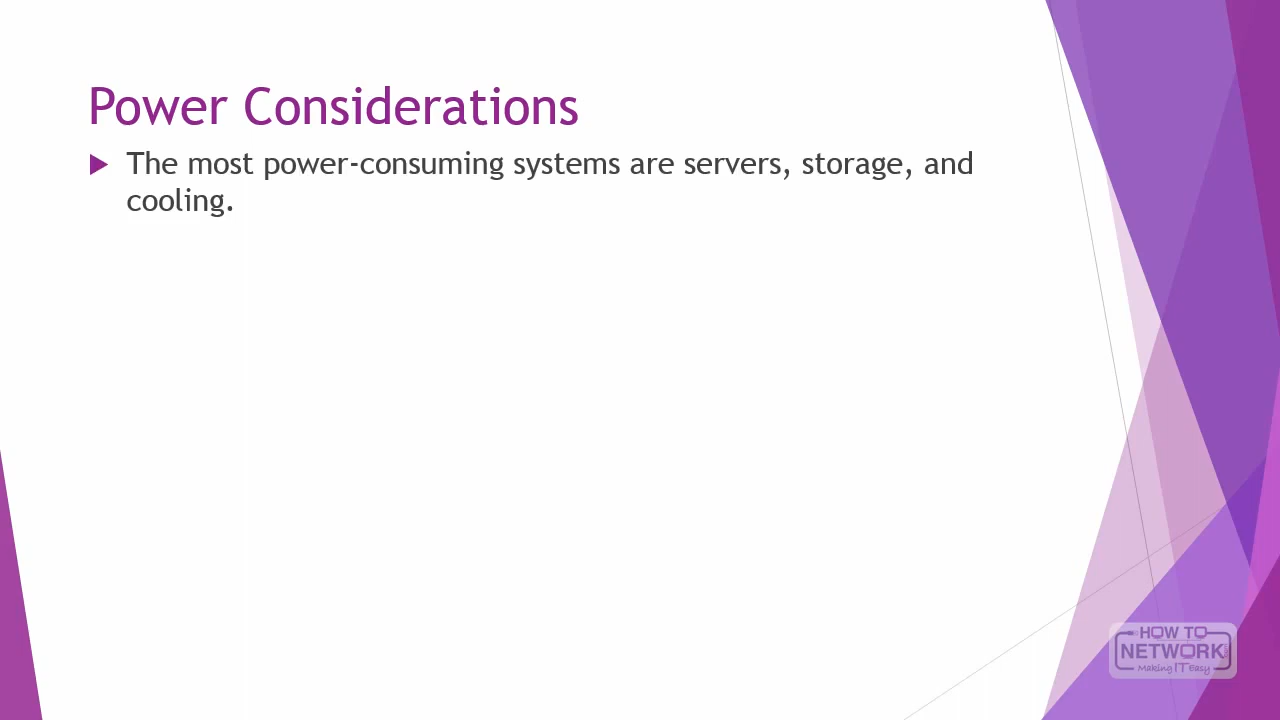 Power Considerations
The most power-consuming systems are servers, storage, and
cooling.
HOW TO
NETWORK
Making IT Easy